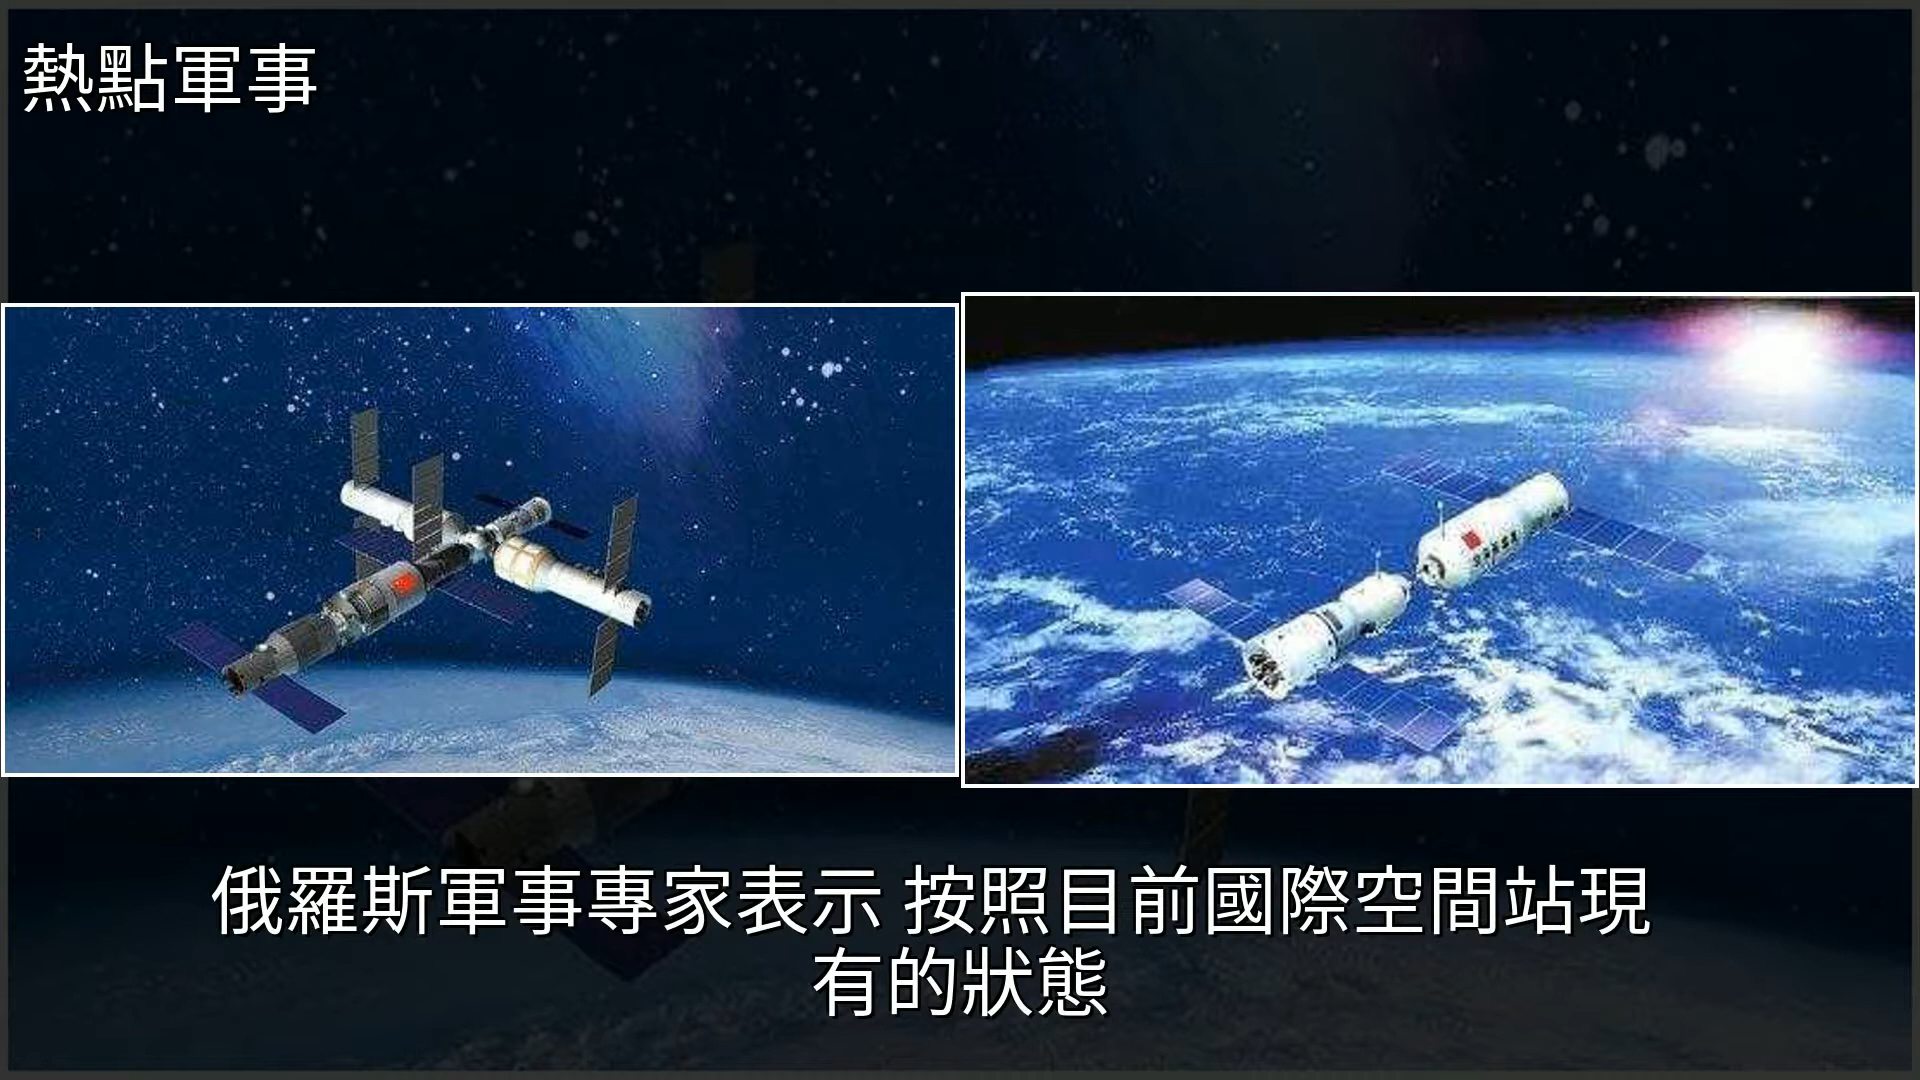 熱點軍事
俄羅斯軍事專家表示 按照目前國際空間站現
有的狀態